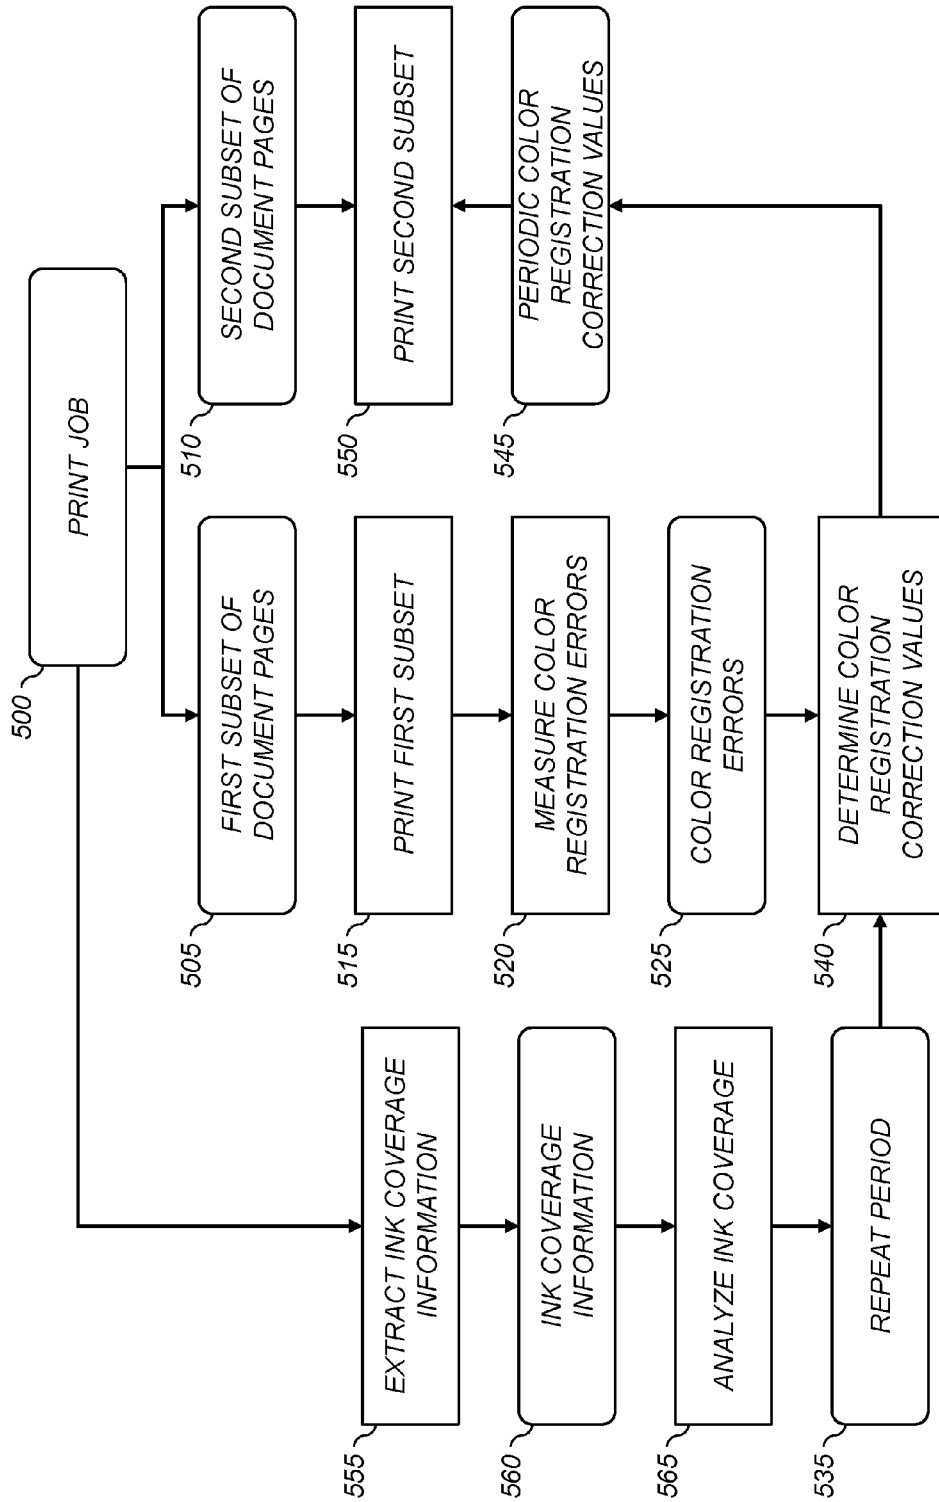 PRINT JOB
500
SECOND SUBSET OF
DOCUMENT PAGES
510
PRINT SECOND SUBSET
550
PERIODIC COLOR
REGISTRATION
CORRECTION VALUES
545
FIRST SUBSET OF
DOCUMENT PAGES
505
PRINT FIRST SUBSET
515
MEASURE COLOR
REGISTRATION ERRORS
520
COLOR REGISTRATION
ERRORS
525
DETERMINE COLOR
REGISTRATION
CORRECTION VALUES
540
EXTRACT INK COVERAGE
INFORMATION
555
INK COVERAGE
INFORMATION
560
ANALYZE INK COVERAGE
565
REPEAT PERIOD
535